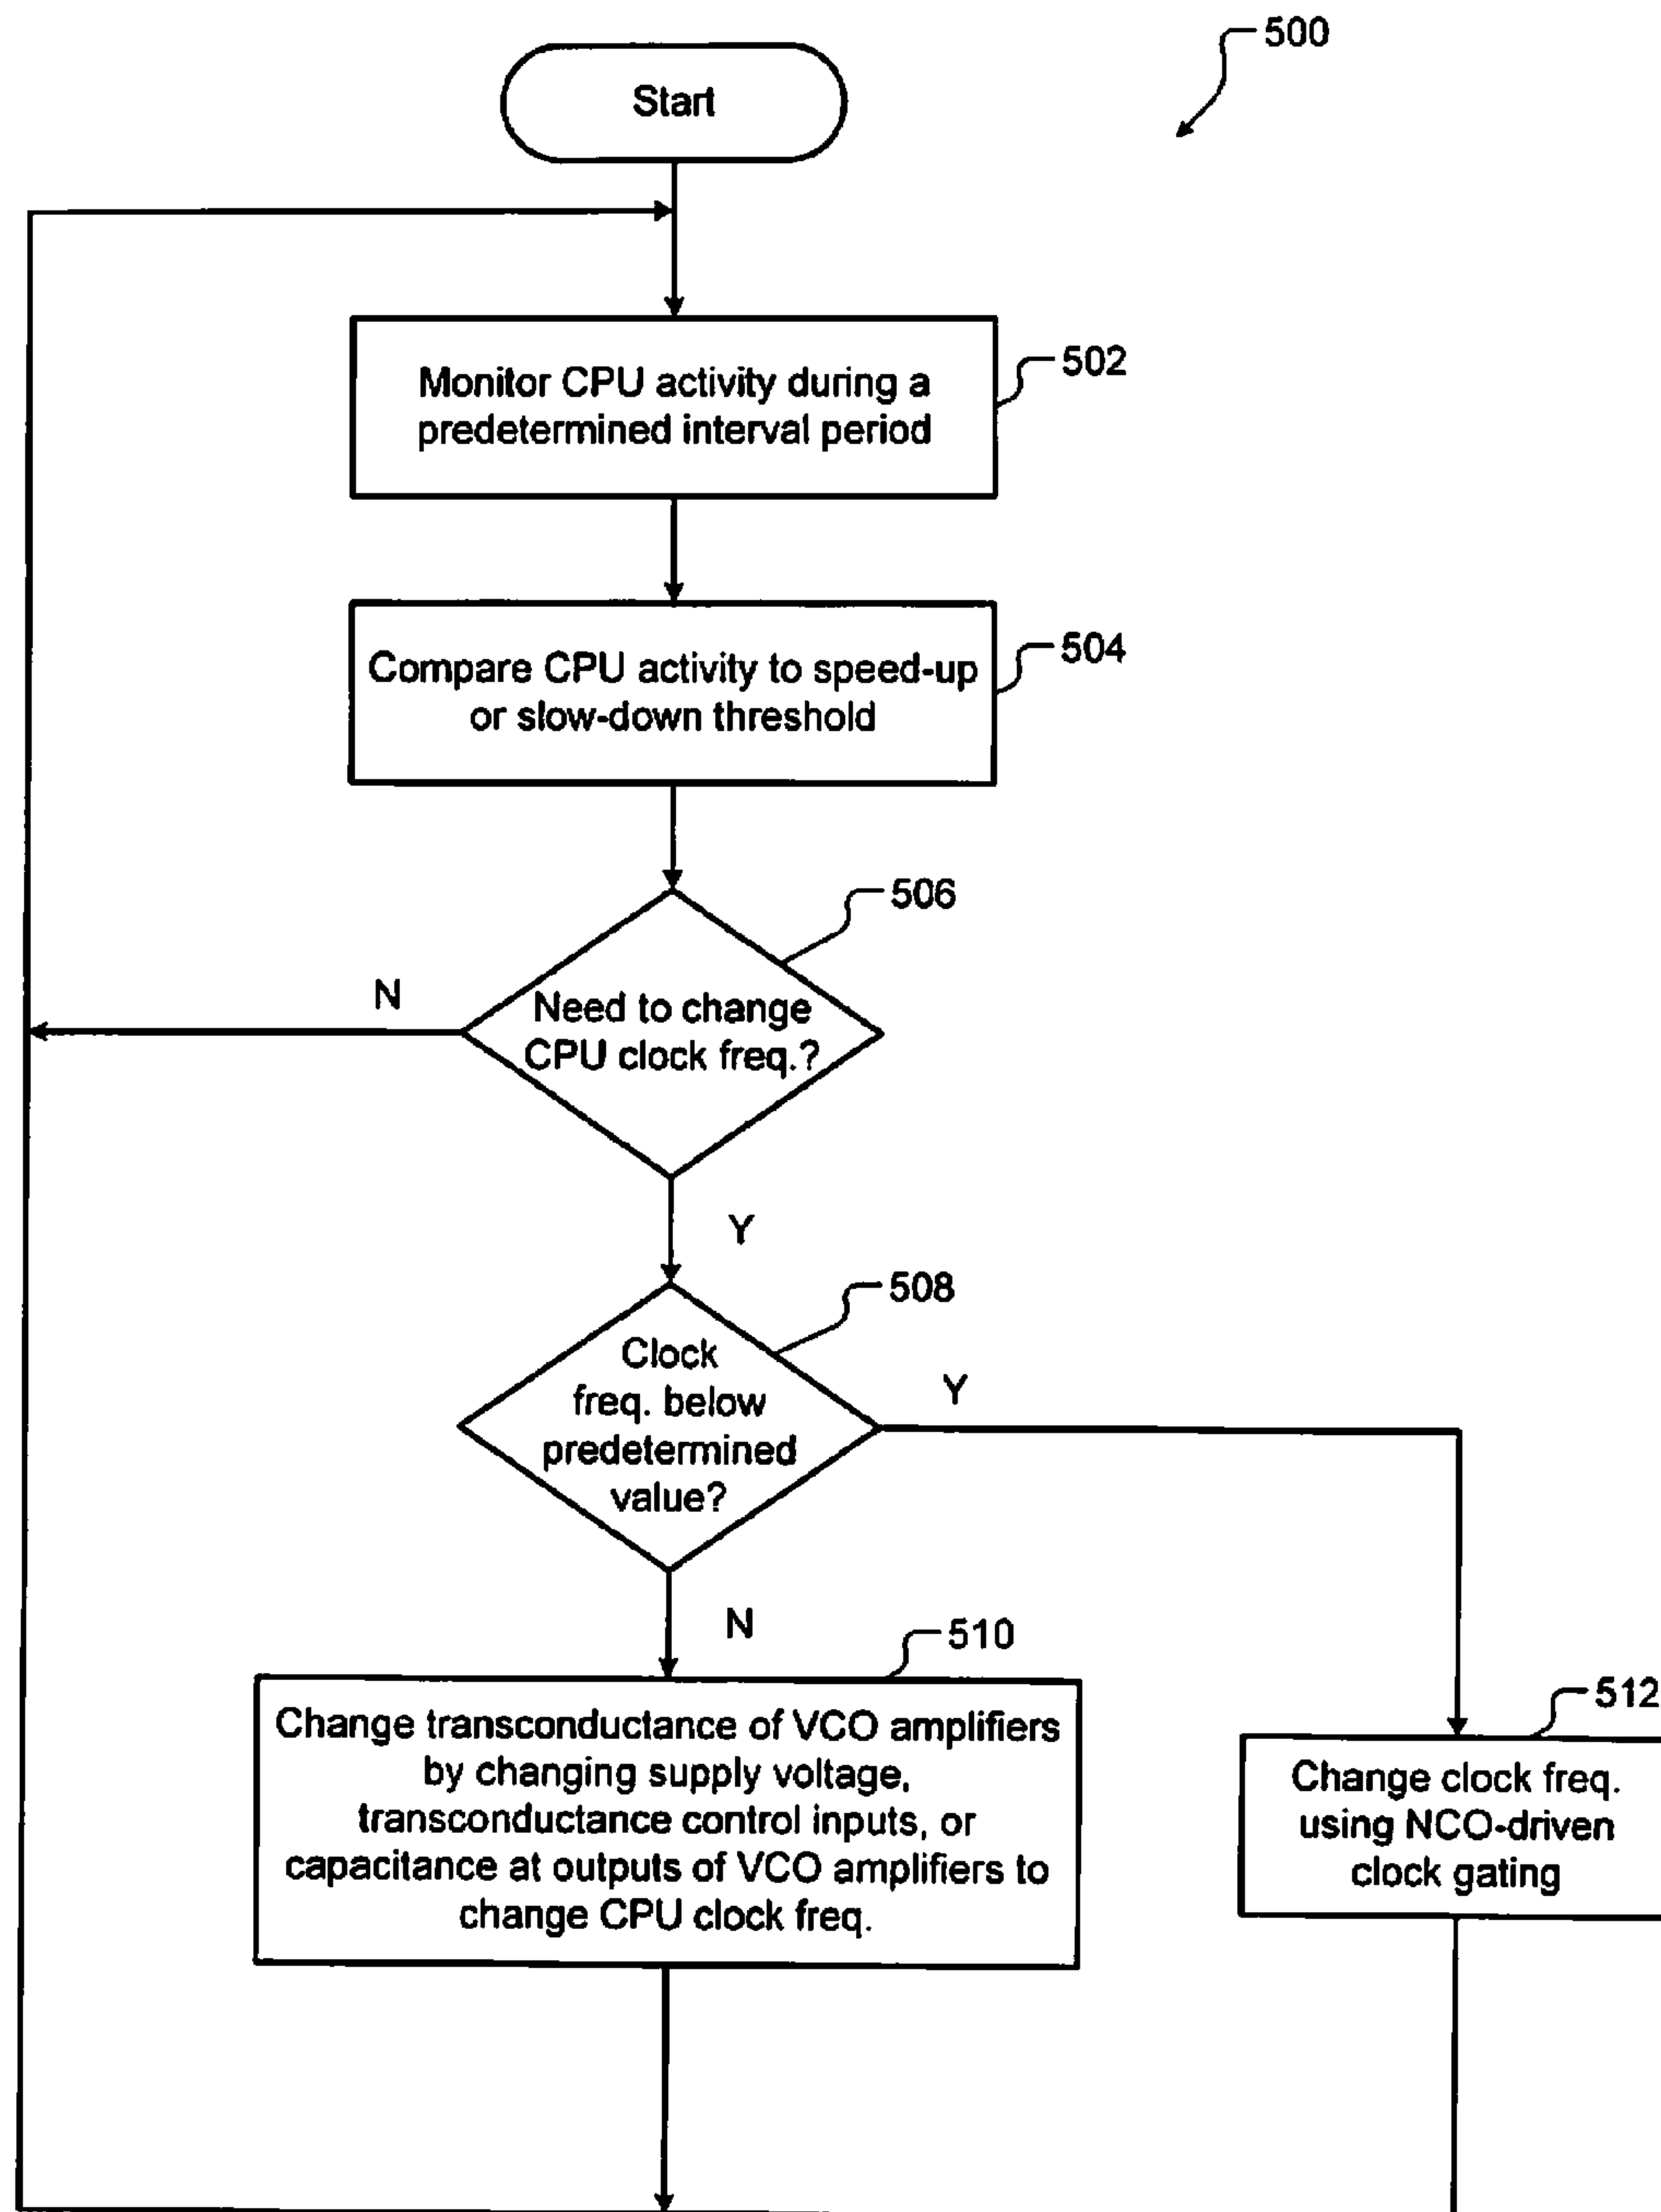 500
Start
Monitor CPU activity during a
predetermined interval period
502
Compare CPU activity to speed-up
or slow-down threshold
504
506
Need to change
CPU clock freq.?
N
Y
508
Clock
freq. below
predetermined
value?
Y
N
510
Change transconductance of VCO amplifiers
by changing supply voltage,
transconductance control inputs, or
capacitance at outputs of VCO amplifiers to
change CPU clock freq.
512
Change clock freq.
using NCO-driven
clock gating